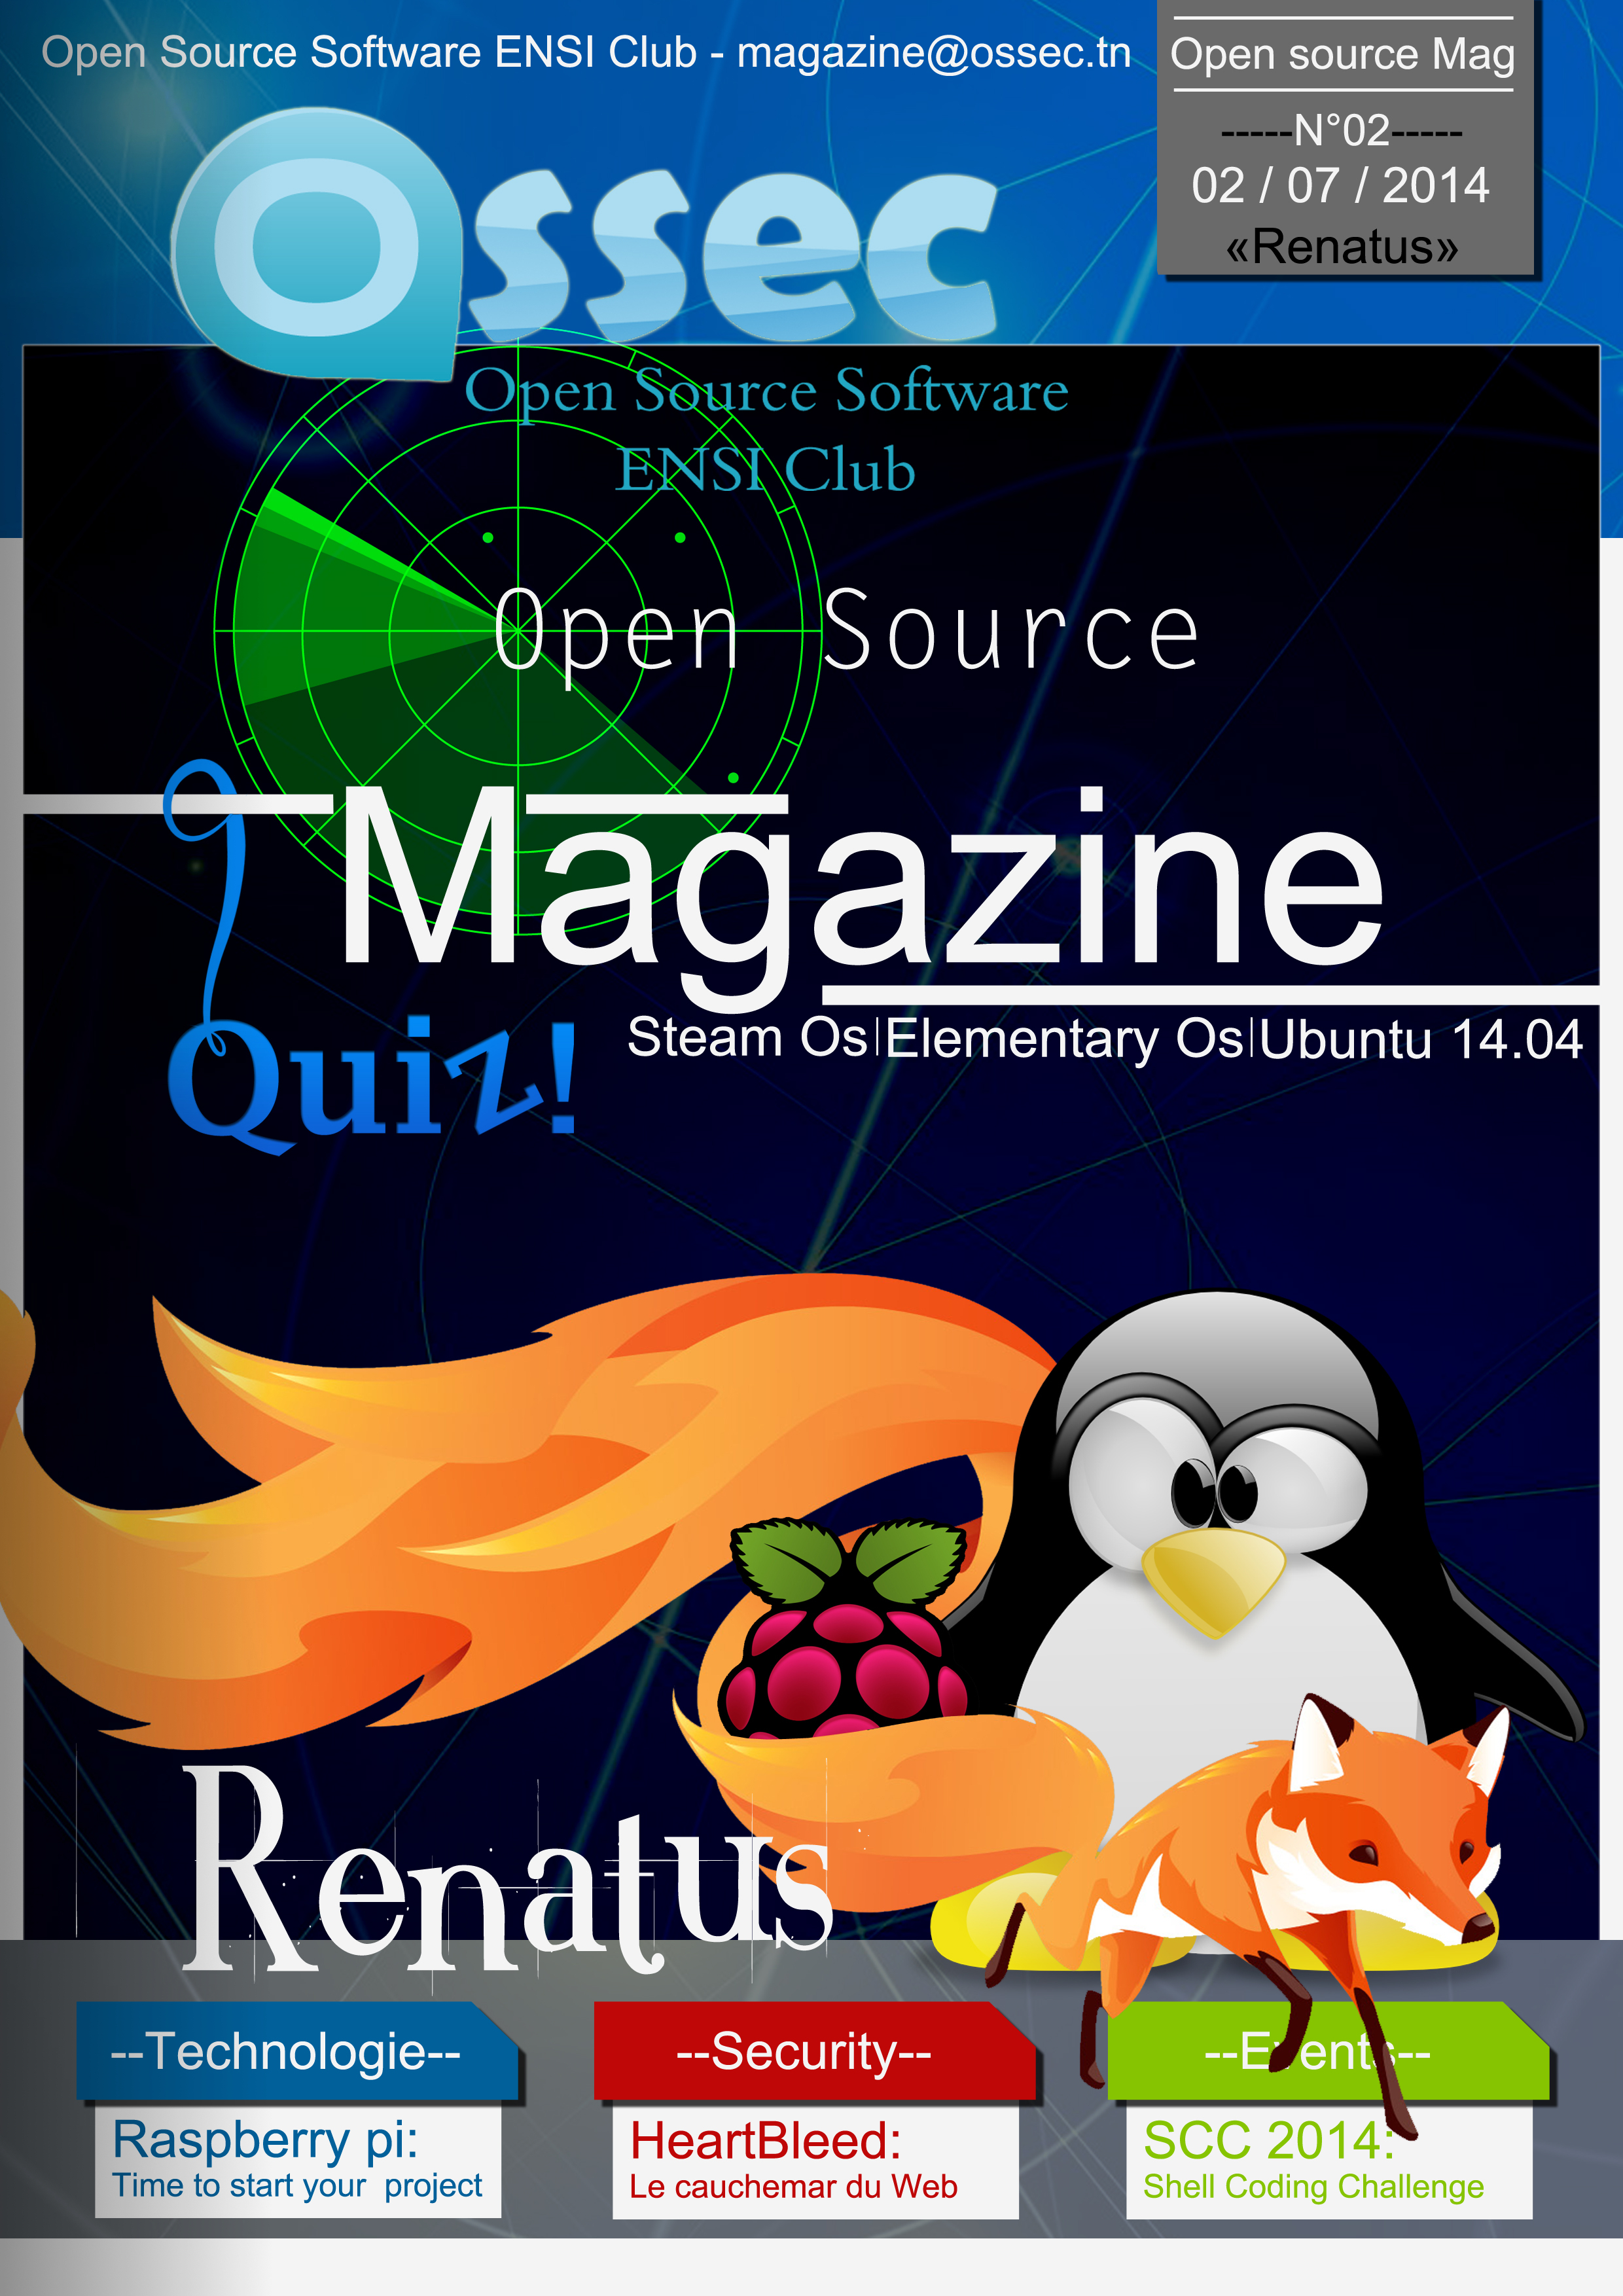 Open Source Software ENSI Club - magazine@ossec.tn
Open source Mag
-----N°02-----
02 / 07 / 2014
«Renatus»
Ossec
Open Source Software
ENSI Club
Open Source
Magazine
Quiz!
Steam Os|Elementary Os|Ubuntu 14.04
Renatus
--Technologie--
Raspberry pi:
Time to start your project
--Security--
HeartBleed:
Le cauchemar du Web
--Events--
SCC 2014:
Shell Coding Challenge